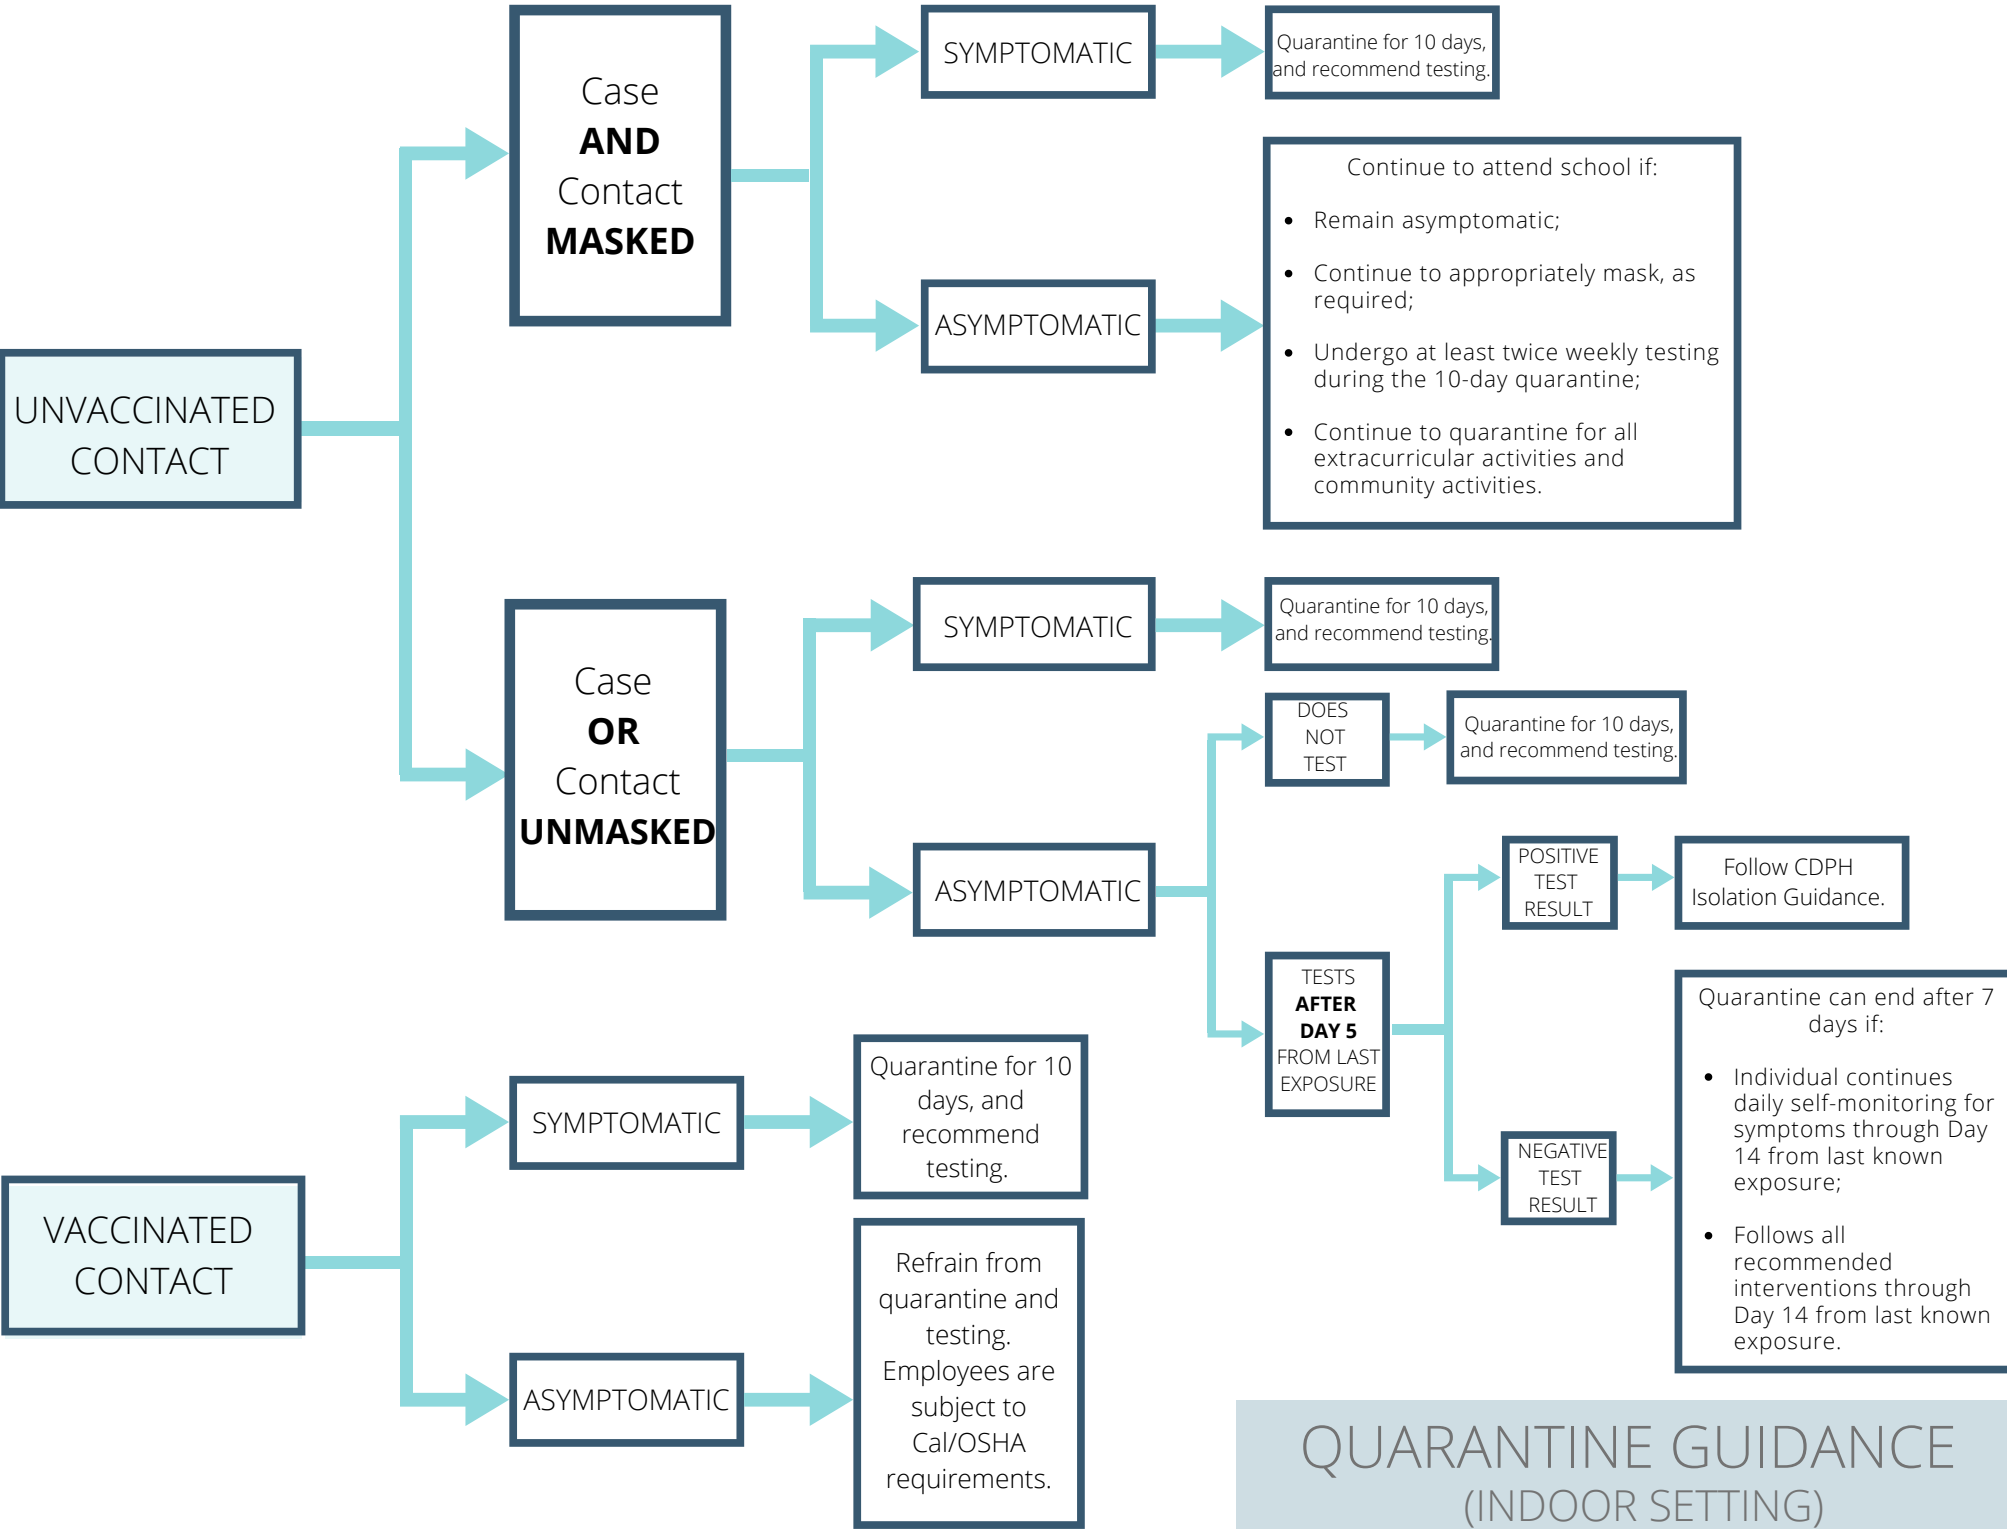 UNVACCINATED
CONTACT
Case
AND
Contact
MASKED
SYMPTOMATIC
Quarantine for 10 days,
and recommend testing.
ASYMPTOMATIC
Continue to attend school if:
• Remain asymptomatic;
• Continue to appropriately mask, as
required;
• Undergo at least twice weekly testing
during the 10-day quarantine;
• Continue to quarantine for all
extracurricular activities and
community activities.
Case
OR
Contact
UNMASKED
SYMPTOMATIC
Quarantine for 10 days,
and recommend testing.
ASYMPTOMATIC
DOES
NOT
TEST
Quarantine for 10 days,
and recommend testing.
TESTS
AFTER
DAY 5
FROM LAST
EXPOSURE
POSITIVE
TEST
RESULT
Follow CDPH
Isolation Guidance.
NEGATIVE
TEST
RESULT
Quarantine can end after 7
days if:
• Individual continues
daily self-monitoring for
symptoms through Day
14 from last known
exposure;
• Follows all
recommended
interventions through
Day 14 from last known
exposure.
VACCINATED
CONTACT
SYMPTOMATIC
Quarantine for 10
days, and
recommend
testing.
ASYMPTOMATIC
Refrain from
quarantine and
testing.
Employees are
subject to
Cal/OSHA
requirements.
QUARANTINE GUIDANCE
(INDOOR SETTING)